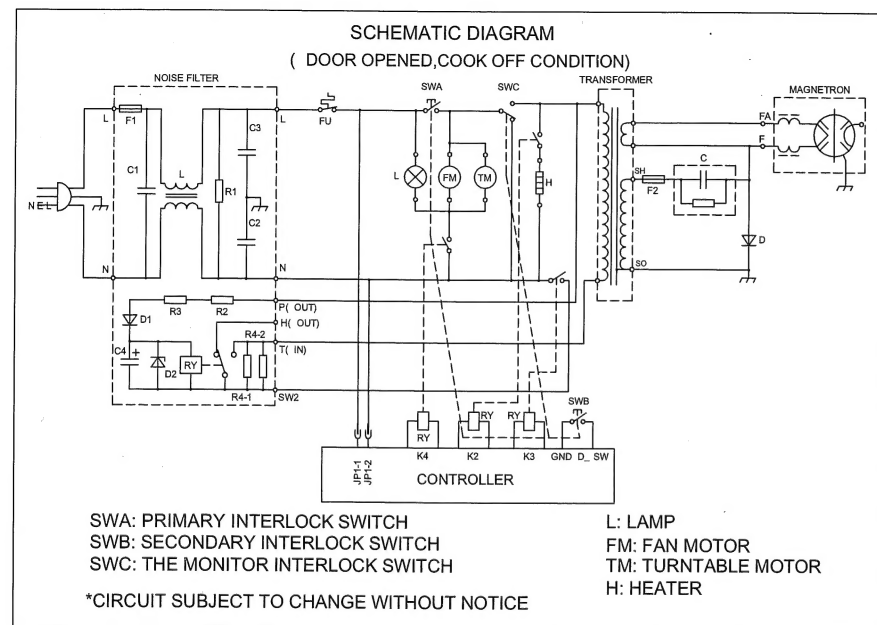 SCHEMATIC DIAGRAM
( DOOR OPENED,COOK OFF CONDITION)
NOISE FILTER
SWA
SWC
TRANSFORMER
MAGNETRON
L
F1
L
FU
C3
C1
L
R1
C2
N E L
N
N
L
FM
TM
H
FA
F
SH
F2
C
D
SO
P( OUT)
R3
R2
H( OUT)
D1
R4-2
T( IN)
C4
+
D2
RY
R4-1
SW2
SWB
RY
RY
RY
K4
K2
K3
GND
D_ SW
JP1-1
JP1-2
CONTROLLER
SWA: PRIMARY INTERLOCK SWITCH
SWB: SECONDARY INTERLOCK SWITCH
SWC: THE MONITOR INTERLOCK SWITCH
L: LAMP
FM: FAN MOTOR
TM: TURNTABLE MOTOR
H: HEATER
*CIRCUIT SUBJECT TO CHANGE WITHOUT NOTICE